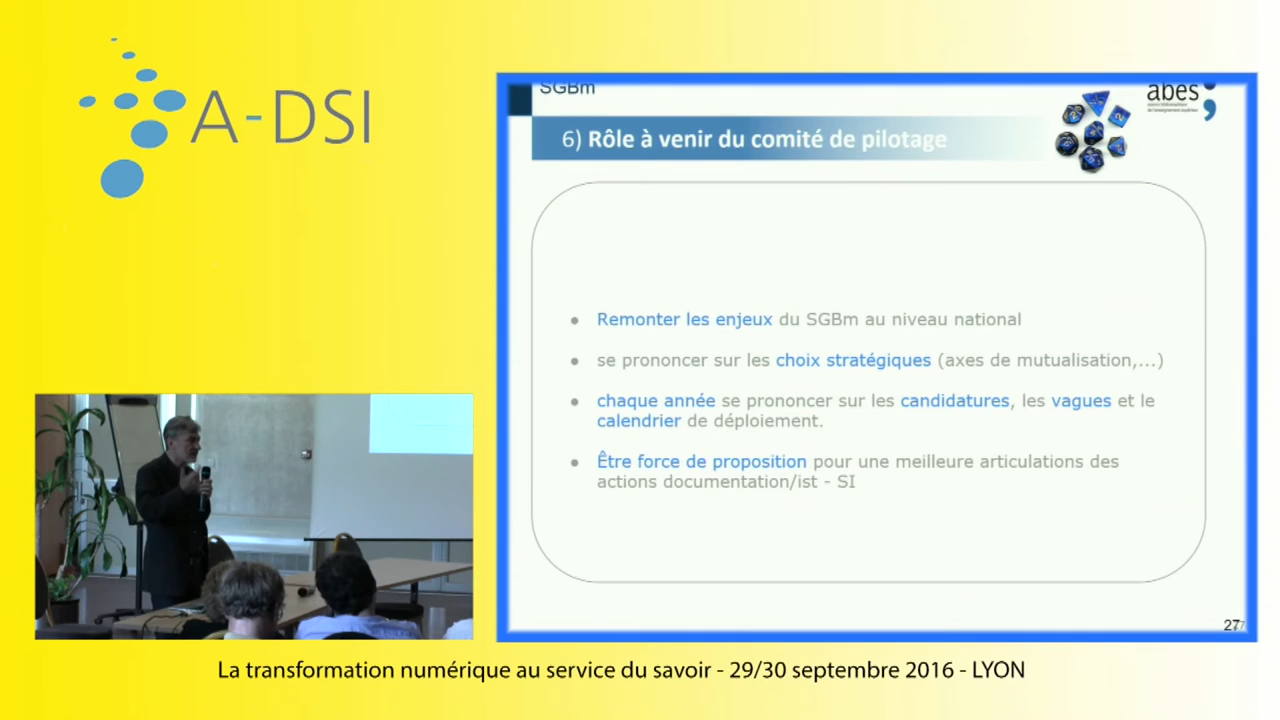 A-DSI
SGBm
abes
6) Rôle à venir du comité de pilotage
● Remonter les enjeux du SGBm au niveau national
● se prononcer sur les choix stratégiques (axes de mutualisation,...)
● chaque année se prononcer sur les candidatures, les vagues et le
calendrier de déploiement.
● Être force de proposition pour une meilleure articulations des
actions documentation/ist - SI
27
La transformation numérique au service du savoir - 29/30 septembre 2016 - LYON